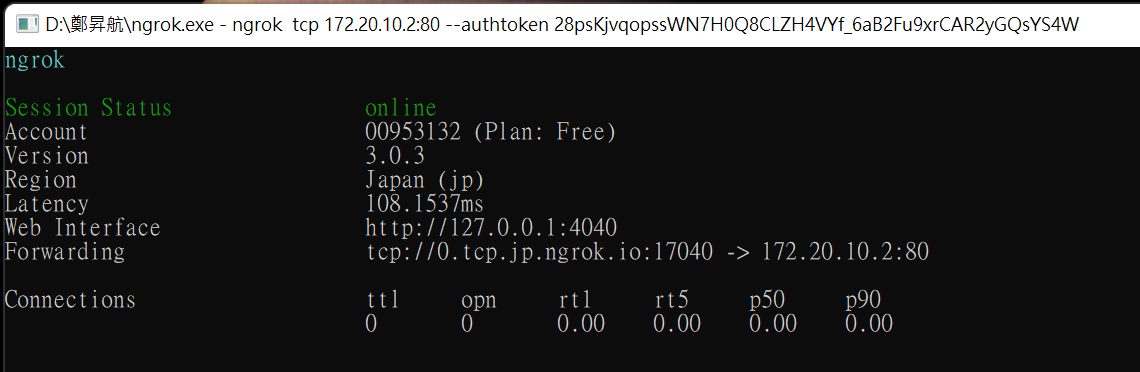 D:\鄭昇航\ngrok.exe - ngrok  tcp 172.20.10.2:80 --authtoken 28psKjvqopssWN7H0Q8CLZH4VYf_6aB2Fu9xrCAR2yGQsYS4W
ngrok
Session Status online
Account 00953132 (Plan: Free)
Version 3.0.3
Region Japan (jp)
Latency 108.1537ms
Web Interface http://127.0.0.1:4040
Forwarding tcp://0.tcp.jp.ngrok.io:17040 -> 172.20.10.2:80
Connections ttl opn rt1 rt5 p50 p90
0 0 0.00 0.00 0.00 0.00